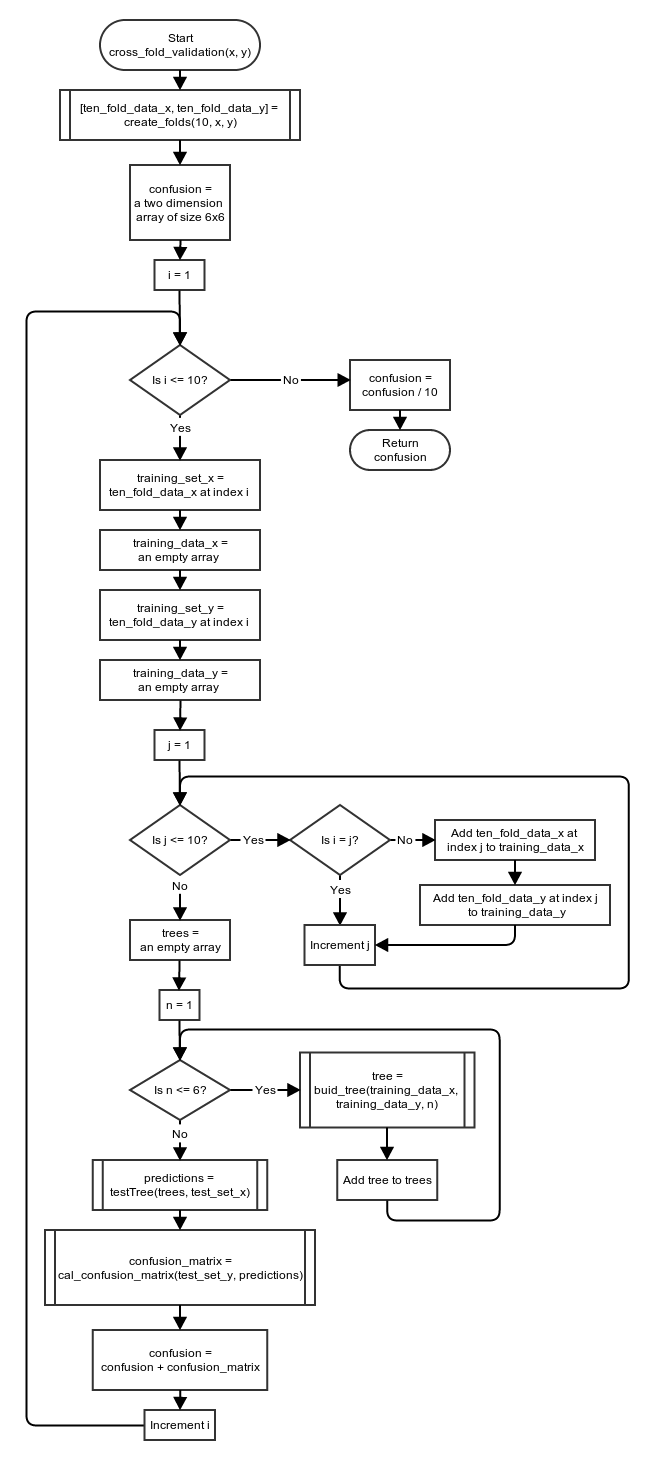 Start
cross_fold_validation(x, y)
[ten_fold_data_x, ten_fold_data_y] =
create_folds(10, x, y)
confusion =
a two dimension
array of size 6x6
i = 1
Is i <= 10?
No
confusion =
confusion / 10
Return
confusion
Yes
training_set_x =
ten_fold_data_x at index i
training_data_x =
an empty array
training_set_y =
ten_fold_data_y at index i
training_data_y =
an empty array
j = 1
Is j <= 10?
Yes
Is i = j?
No
Add ten_fold_data_x at
index j to training_data_x
Add ten_fold_data_y at index j
to training_data_y
Yes
Increment j
No
trees =
an empty array
n = 1
Is n <= 6?
Yes
tree =
buid_tree(training_data_x,
training_data_y, n)
Add tree to trees
No
predictions =
testTree(trees, test_set_x)
confusion_matrix =
cal_confusion_matrix(test_set_y, predictions)
confusion =
confusion + confusion_matrix
Increment i